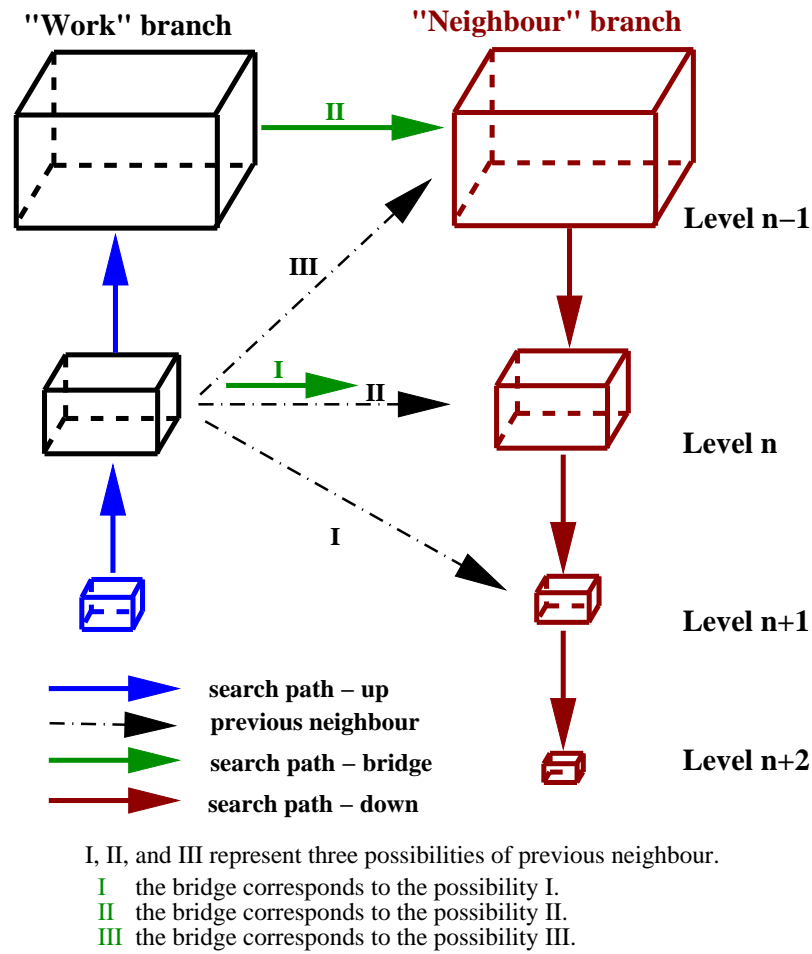 "Work" branch
"Neighbour" branch
II
Level n−1
III
I
II
Level n
I
Level n+1
search path − up
previous neighbour
search path − bridge
Level n+2
search path − down
I, II, and III represent three possibilities of previous neighbour.
I the bridge corresponds to the possibility I.
II the bridge corresponds to the possibility II.
III the bridge corresponds to the possibility III.